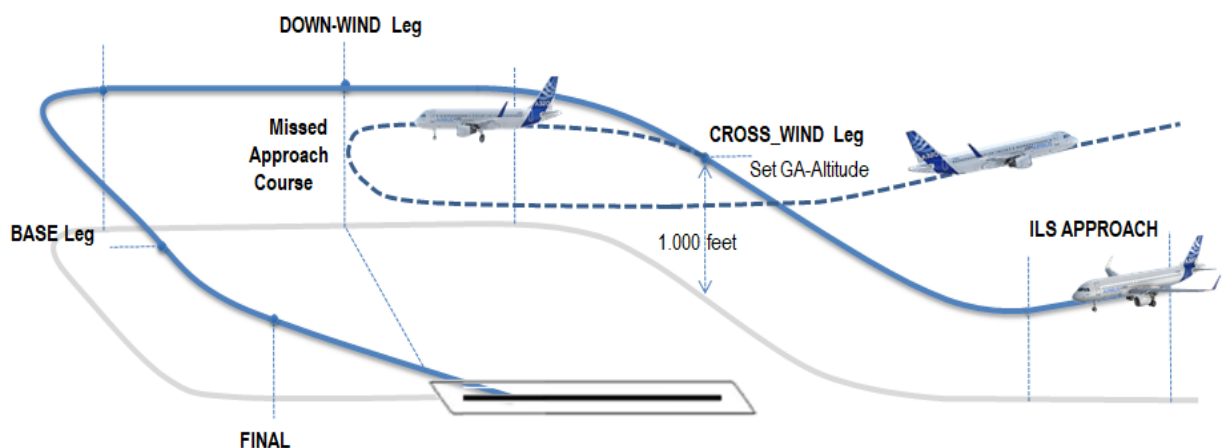 DOWN-WIND Leg
Missed
Approach
Course
CROSS_WIND Leg
Set GA-Altitude
BASE Leg
1.000 feet
ILS APPROACH
FINAL